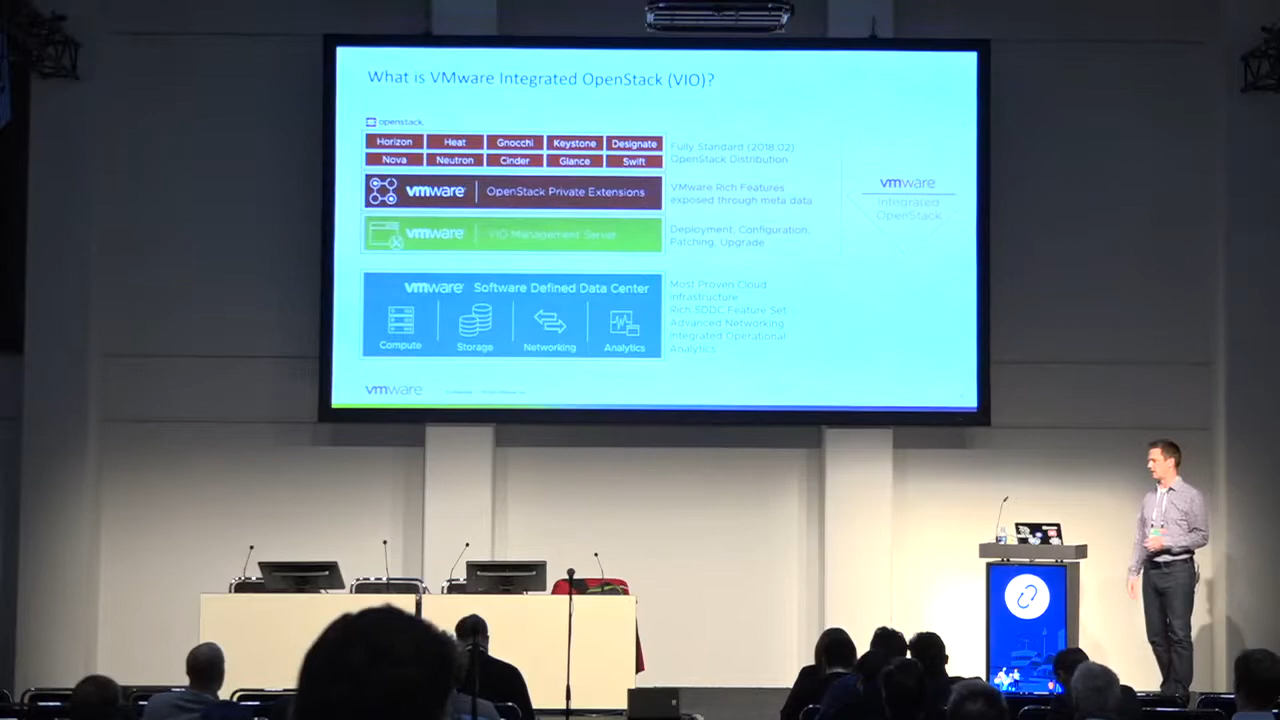 What is VMware Integrated OpenStack (VIO)?
openstack.
Horizon Heat Gnocchi Keystone Designate
Nova Neutron Cinder Glance Swift
Fully Standard (2018.02)
OpenStack Distribution
vmware OpenStack Private Extensions
VMware Rich Features
exposed through meta data
vmware VIO Management Server
Deployment, Configuration,
Patching, Upgrade
vmware
Integrated
OpenStack
vmware Software Defined Data Center
Compute Storage Networking Analytics
Most Proven Cloud
infrastructure
Rich SDDC Feature Set
Advanced Networking
Integrated Operational
Analytics
vmware